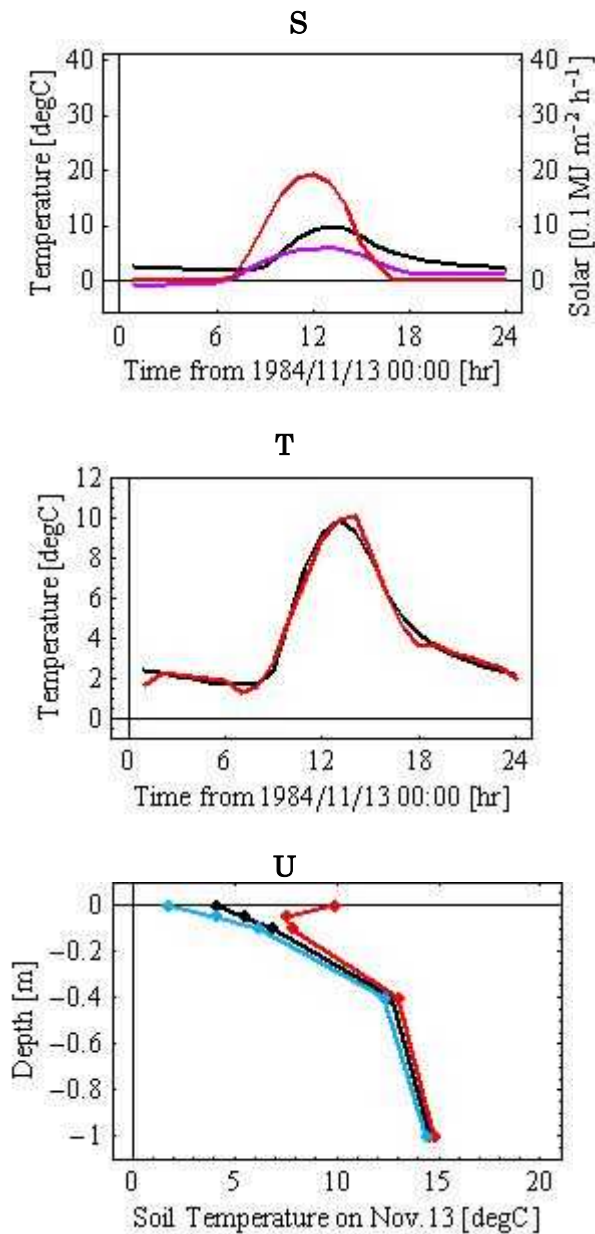 S
40
30
20
10
0
Temperature [degC]
40
30
20
10
0
Solar [0.1 MJ m⁻² h⁻¹]
0 6 12 18 24
Time from 1984/11/13 00:00 [hr]
T
12
10
8
6
4
2
0
Temperature [degC]
0 6 12 18 24
Time from 1984/11/13 00:00 [hr]
U
0
−0.2
−0.4
−0.6
−0.8
−1
Depth [m]
0 5 10 15 20
Soil Temperature on Nov. 13 [degC]